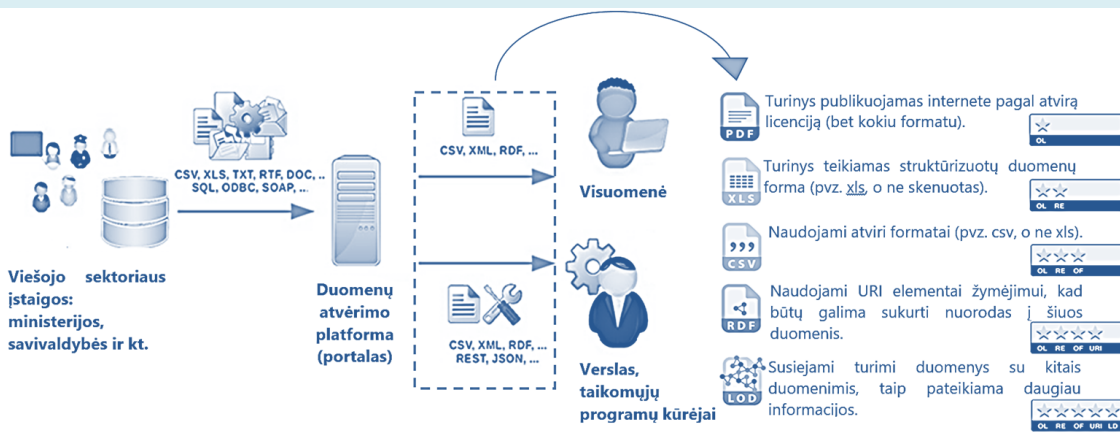 CSV, XLS, TXT, RTF, DOC, ..
SQL, ODBC, SOAP, ...
Viešojo sektoriaus
įstaigos:
ministerijos,
savivaldybės ir kt.
Duomenų
atvėrimo
platforma
(portalas)
CSV, XML, RDF, ...
CSV, XML, RDF, ...
REST, JSON, ...
Visuomenė
Verslas,
taikomųjų
programų kūrėjai
PDF
Turinys publikuojamas internete pagal atvirą
licenciją (bet kokiu formatu).
OL
XLS
Turinys teikiamas struktūrizuotų duomenų
forma (pvz. xls, o ne skenuotas).
OL RE
CSV
Naudojami atviri formatai (pvz. csv, o ne xls).
OL RE OF
RDF
Naudojami URI elementai žymėjimui, kad
būtų galima sukurti nuorodas į šiuos
duomenis.
OL RE OF URI
LOD
Susiejami turimi duomenys su kitais
duomenimis, taip pateikiama daugiau
informacijos.
OL RE OF URI LD